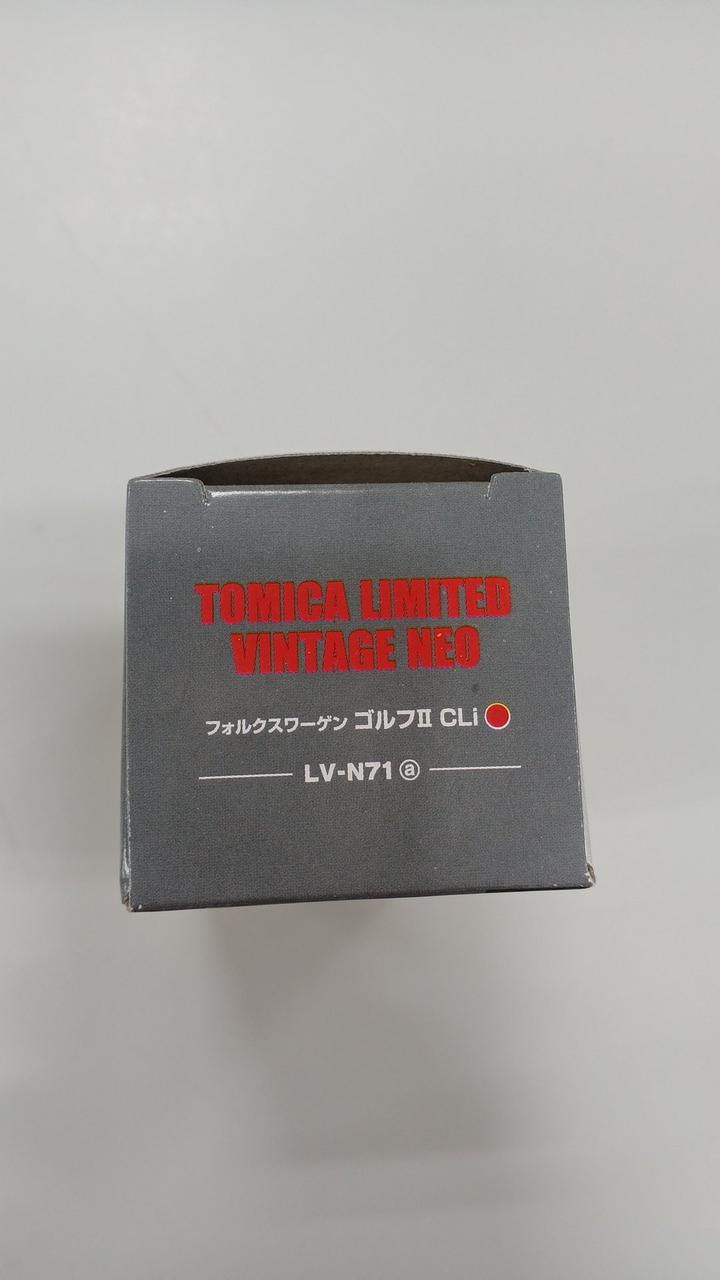 TOMICA LIMITED
VINTAGE NEO
フォルクスワーゲン ゴルフⅡ CLi
LV-N71 ⓐ